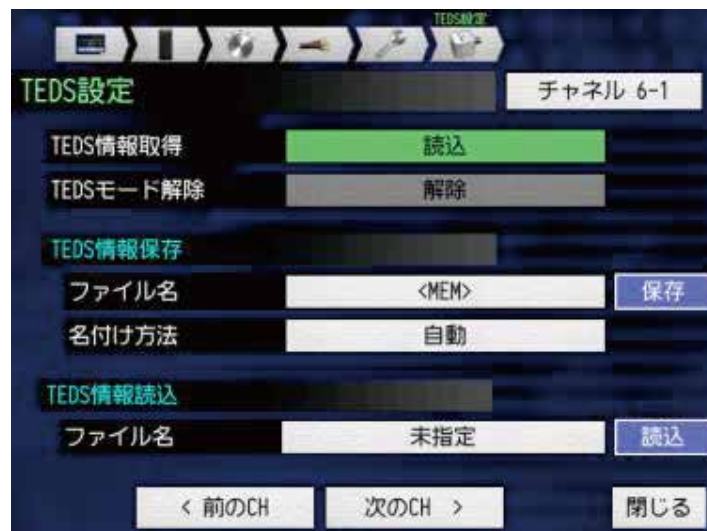 TEDS設定
TEDS設定 チャネル 6-1
TEDS情報取得 読込
TEDSモード解除 解除
TEDS情報保存
ファイル名 <MEM> 保存
名付け方法 自動
TEDS情報読込
ファイル名 未指定 読込
< 前のCH 次のCH > 閉じる